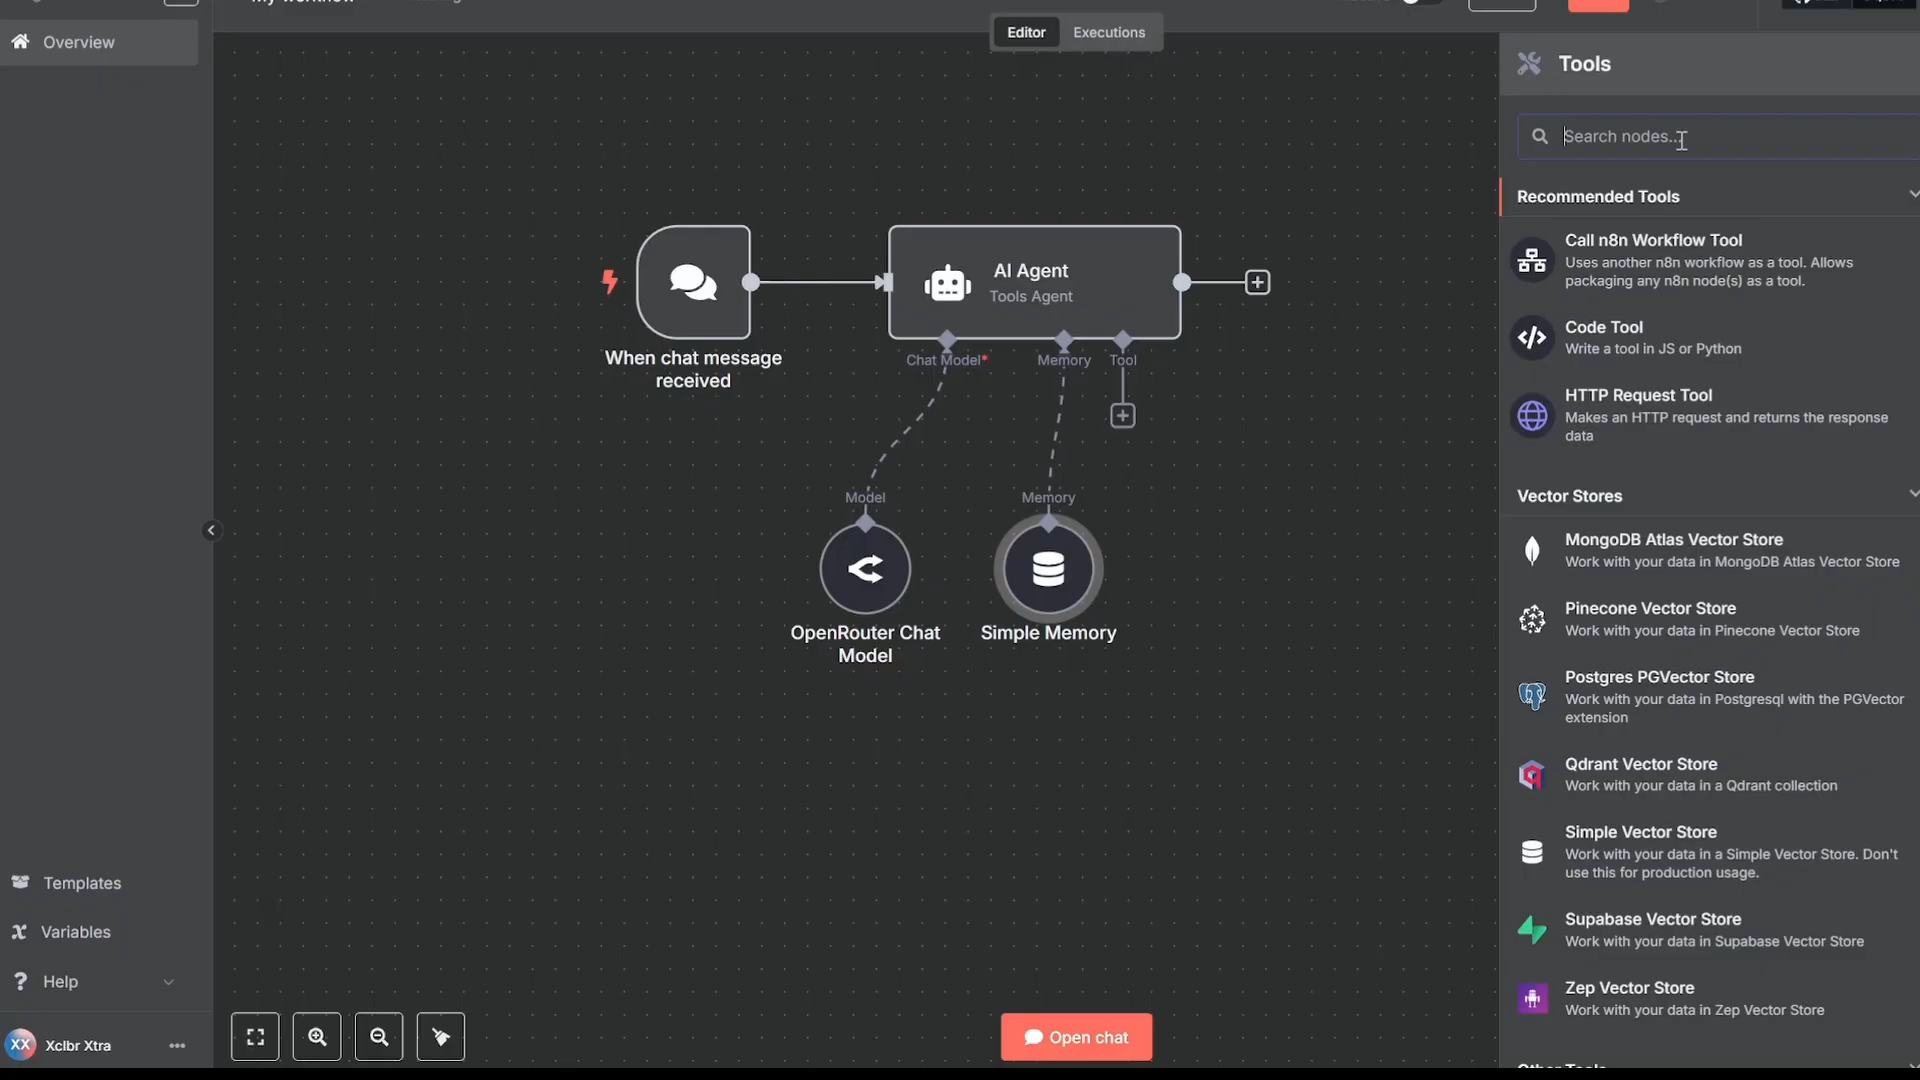 My workflow
Overview
Editor
Executions
Tools
Search nodes...
Recommended Tools
Call n8n Workflow Tool
Uses another n8n workflow as a tool. Allows
packaging any n8n node(s) as a tool.
Code Tool
Write a tool in JS or Python
HTTP Request Tool
Makes an HTTP request and returns the response
data
Vector Stores
MongoDB Atlas Vector Store
Work with your data in MongoDB Atlas Vector Store
Pinecone Vector Store
Work with your data in Pinecone Vector Store
Postgres PGVector Store
Work with your data in Postgresql with the PGVector
extension
Qdrant Vector Store
Work with your data in a Qdrant collection
Simple Vector Store
Work with your data in a Simple Vector Store. Don't
use this for production usage.
Supabase Vector Store
Work with your data in Supabase Vector Store
Zep Vector Store
Work with your data in Zep Vector Store
Other Tools
AI Agent
Tools Agent
When chat message
received
Chat Model*
Memory
Tool
Model
Memory
OpenRouter Chat
Model
Simple Memory
Templates
Variables
Help
XX
Xclbr Xtra
Open chat